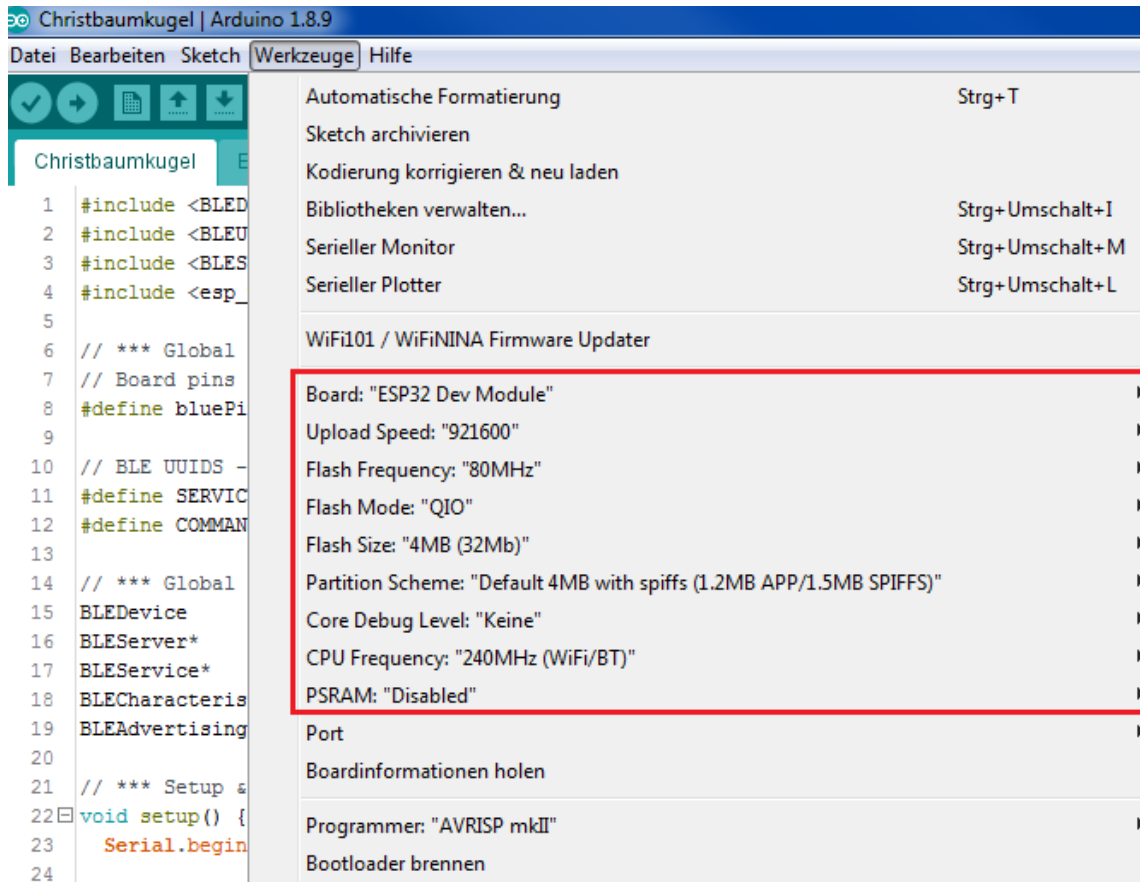 Christbaumkugel | Arduino 1.8.9
Datei Bearbeiten Sketch Werkzeuge Hilfe
Automatische Formatierung Strg+T
Sketch archivieren
Kodierung korrigieren & neu laden
Bibliotheken verwalten... Strg+Umschalt+I
Serieller Monitor Strg+Umschalt+M
Serieller Plotter Strg+Umschalt+L
WiFi101 / WiFiNINA Firmware Updater
Board: "ESP32 Dev Module"
Upload Speed: "921600"
Flash Frequency: "80MHz"
Flash Mode: "QIO"
Flash Size: "4MB (32Mb)"
Partition Scheme: "Default 4MB with spiffs (1.2MB APP/1.5MB SPIFFS)"
Core Debug Level: "Keine"
CPU Frequency: "240MHz (WiFi/BT)"
PSRAM: "Disabled"
Port
Boardinformationen holen
Programmer: "AVRISP mkII"
Bootloader brennen
Christbaumkugel E
1 #include <BLED
2 #include <BLEU
3 #include <BLES
4 #include <esp_
5
6 // *** Global
7 // Board pins
8 #define bluePi
9
10 // BLE UUIDS -
11 #define SERVIC
12 #define COMMAN
13
14 // *** Global
15 BLEDevice
16 BLEServer*
17 BLEService*
18 BLECharacteris
19 BLEAdvertising
20
21 // *** Setup &
22 void setup() {
23 Serial.begin
24